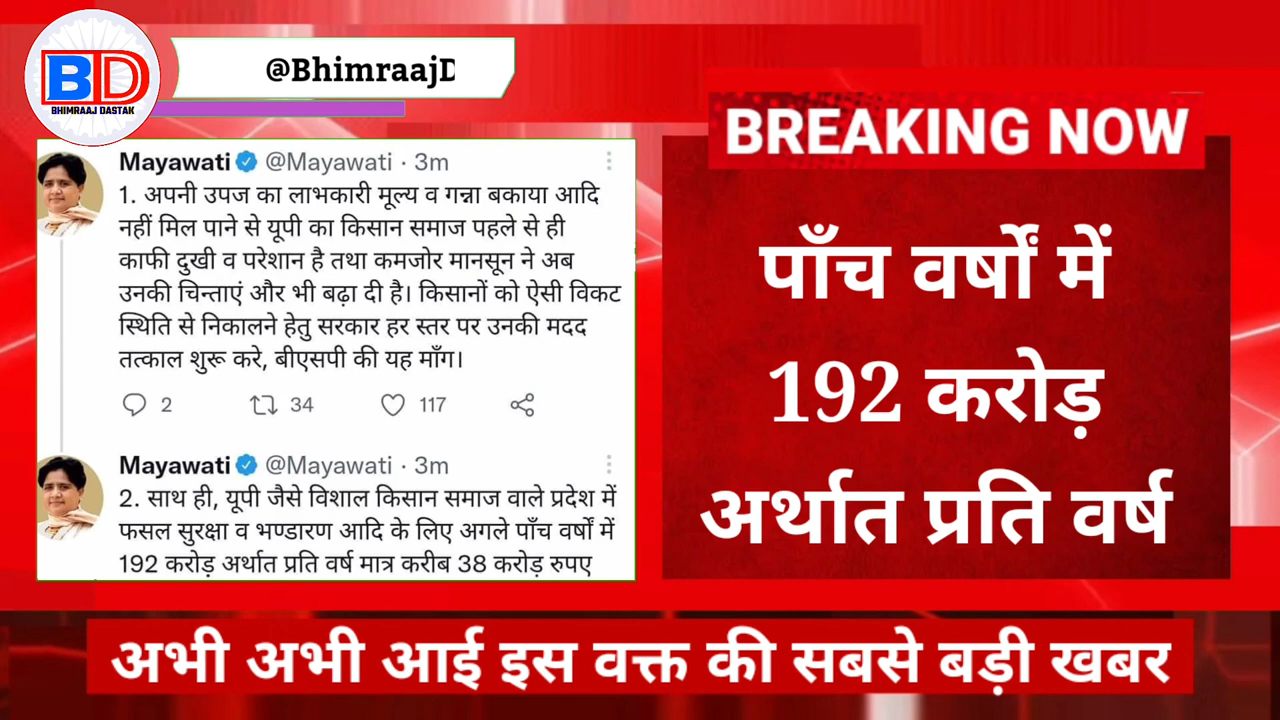 BD
BHIMRAAJ DASTAK
@BhimraajD
Mayawati @Mayawati · 3m
1. अपनी उपज का लाभकारी मूल्य व गन्ना बकाया आदि
नहीं मिल पाने से यूपी का किसान समाज पहले से ही
काफी दुखी व परेशान है तथा कमजोर मानसून ने अब
उनकी चिन्ताएं और भी बढ़ा दी है। किसानों को ऐसी विकट
स्थिति से निकालने हेतु सरकार हर स्तर पर उनकी मदद
तत्काल शुरू करे, बीएसपी की यह माँग।
2 34 117
Mayawati @Mayawati · 3m
2. साथ ही, यूपी जैसे विशाल किसान समाज वाले प्रदेश में
फसल सुरक्षा व भण्डारण आदि के लिए अगले पाँच वर्षों में
192 करोड़ अर्थात प्रति वर्ष मात्र करीब 38 करोड़ रुपए
BREAKING NOW
पाँच वर्षों में
192 करोड़
अर्थात प्रति वर्ष
अभी अभी आई इस वक्त की सबसे बड़ी खबर